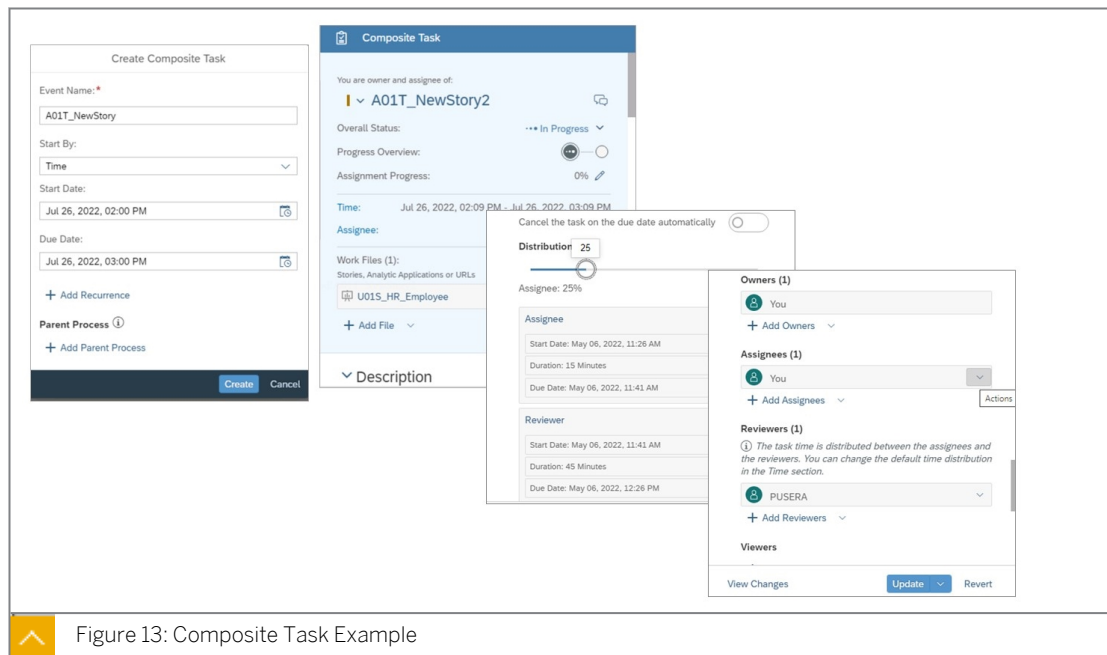 Create Composite Task
Event Name:*
A01T_NewStory
Start By:
Time
Start Date:
Jul 26, 2022, 02:00 PM
Due Date:
Jul 26, 2022, 03:00 PM
+ Add Recurrence
Parent Process
+ Add Parent Process
Create Cancel
Composite Task
You are owner and assignee of:
A01T_NewStory2
Overall Status: In Progress
Progress Overview:
Assignment Progress: 0%
Time: Jul 26, 2022, 02:09 PM - Jul 26, 2022, 03:09 PM
Assignee:
Work Files (1):
Stories, Analytic Applications or URLs
U01S_HR_Employee
+ Add File
Description
Cancel the task on the due date automatically
Distribution 25
Assignee: 25%
Assignee
Start Date: May 06, 2022, 11:26 AM
Duration: 15 Minutes
Due Date: May 06, 2022, 11:41 AM
Reviewer
Start Date: May 06, 2022, 11:41 AM
Duration: 45 Minutes
Due Date: May 06, 2022, 12:26 PM
Owners (1)
You
+ Add Owners
Assignees (1)
You
Actions
+ Add Assignees
Reviewers (1)
The task time is distributed between the assignees and
the reviewers. You can change the default time distribution
in the Time section.
PUSERA
+ Add Reviewers
Viewers
View Changes Update Revert
Figure 13: Composite Task Example